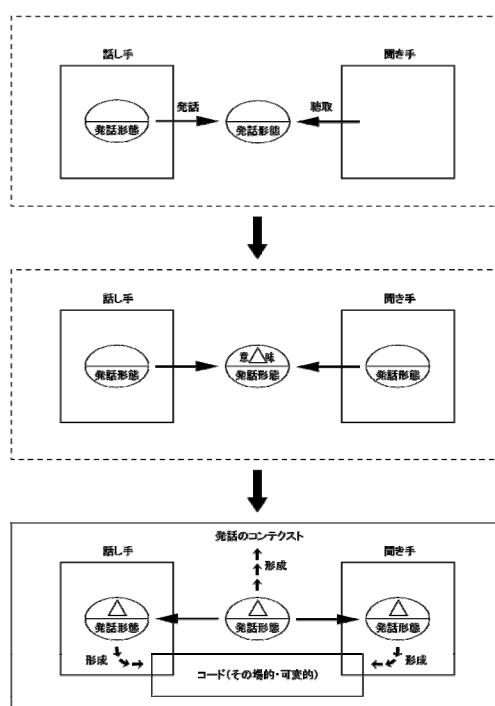 話し手
聞き手
発話
聴取
発話形態
発話形態
話し手
聞き手
意 味
発話形態
発話形態
発話形態
発話のコンテクスト
話し手
聞き手
形成
発話形態
発話形態
発話形態
形成
形成
コード(その場的・可変的)